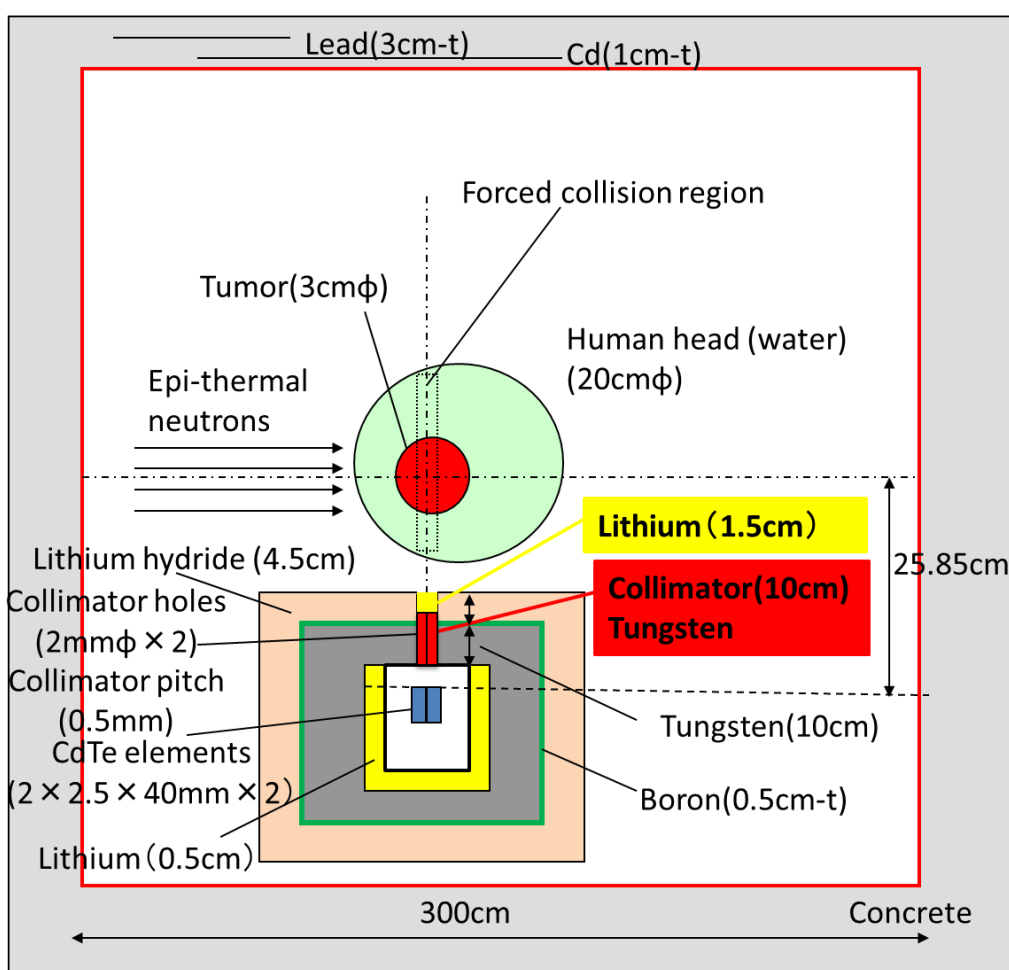 Lead(3cm-t)
Cd(1cm-t)
Forced collision region
Tumor(3cmϕ)
Human head (water)
(20cmϕ)
Epi-thermal
neutrons
Lithium（1.5cm）
25.85cm
Lithium hydride (4.5cm)
Collimator(10cm)
Tungsten
Collimator holes
(2mmϕ × 2)
Collimator pitch
(0.5mm)
Tungsten(10cm)
CdTe elements
(2 × 2.5 × 40mm × 2）
Boron(0.5cm-t)
Lithium（0.5cm）
300cm
Concrete